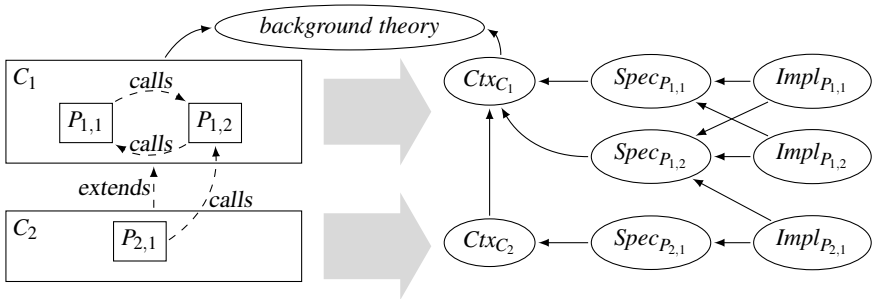 background theory
C1
calls
P1,1
P1,2
calls
extends
calls
C2
P2,1
CtxC1
SpecP1,1
ImplP1,1
SpecP1,2
ImplP1,2
CtxC2
SpecP2,1
ImplP2,1